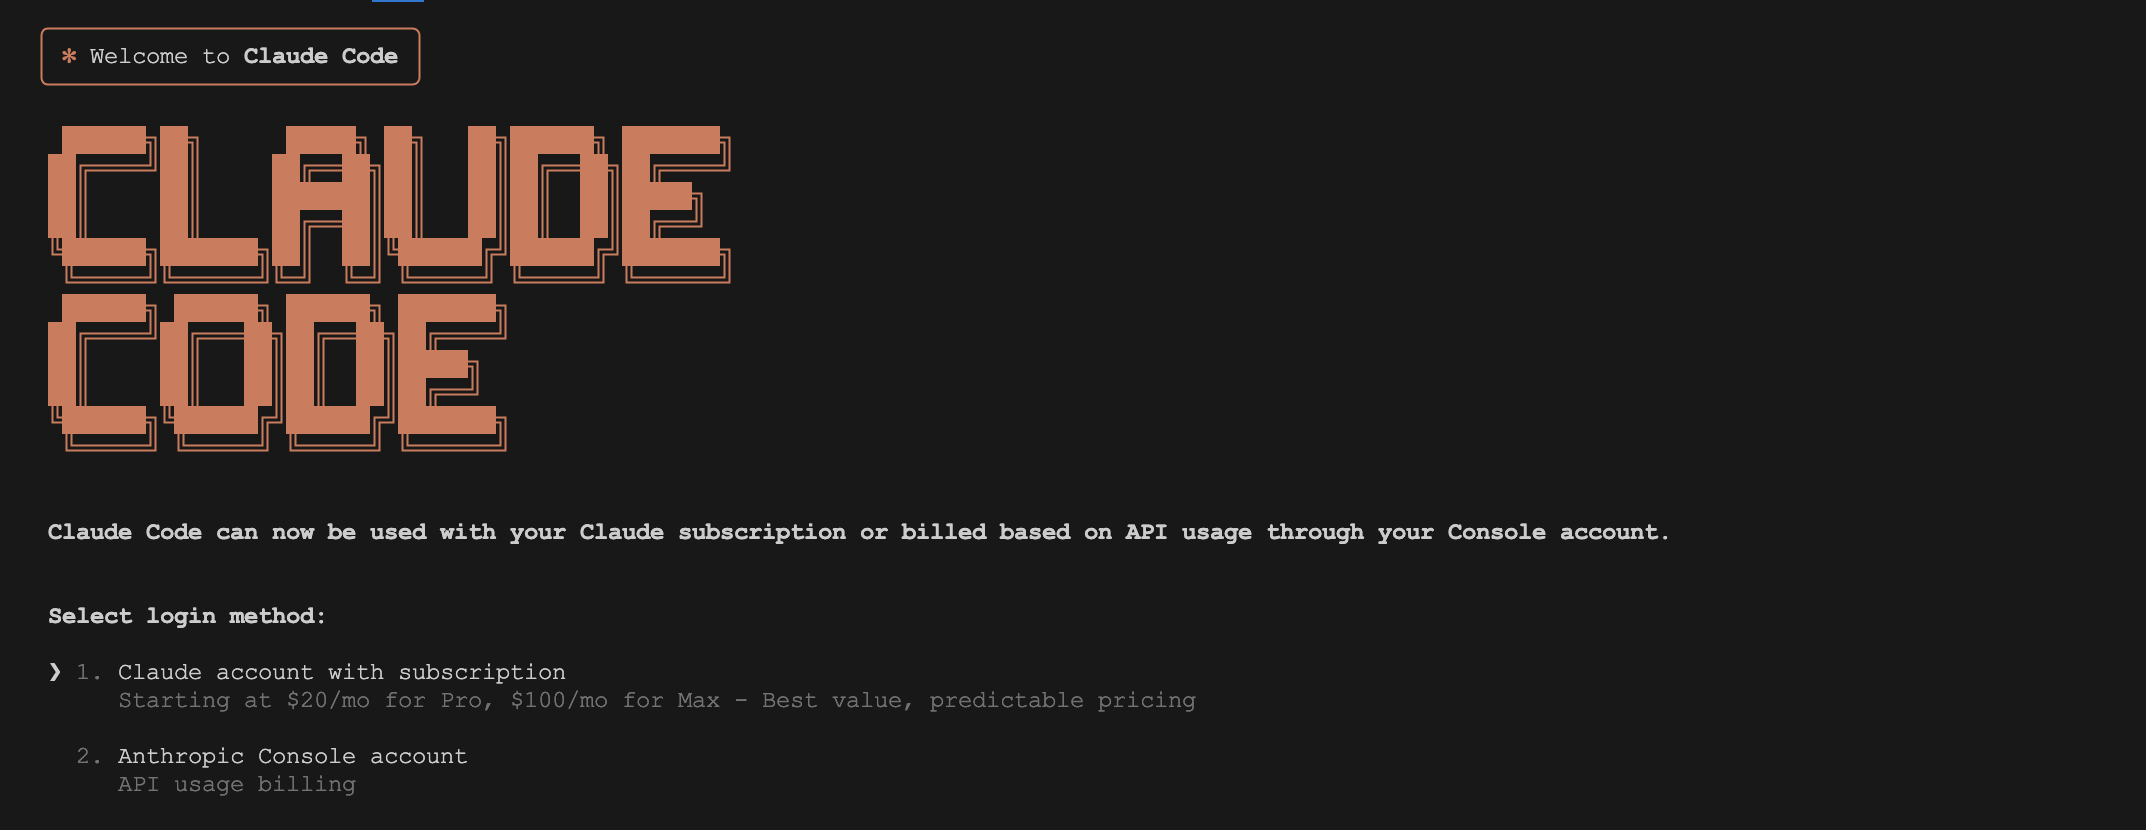 ✻ Welcome to Claude Code
CLAUDE
CODE
Claude Code can now be used with your Claude subscription or billed based on API usage through your Console account.
Select login method:
❯ 1. Claude account with subscription
Starting at $20/mo for Pro, $100/mo for Max - Best value, predictable pricing
2. Anthropic Console account
API usage billing